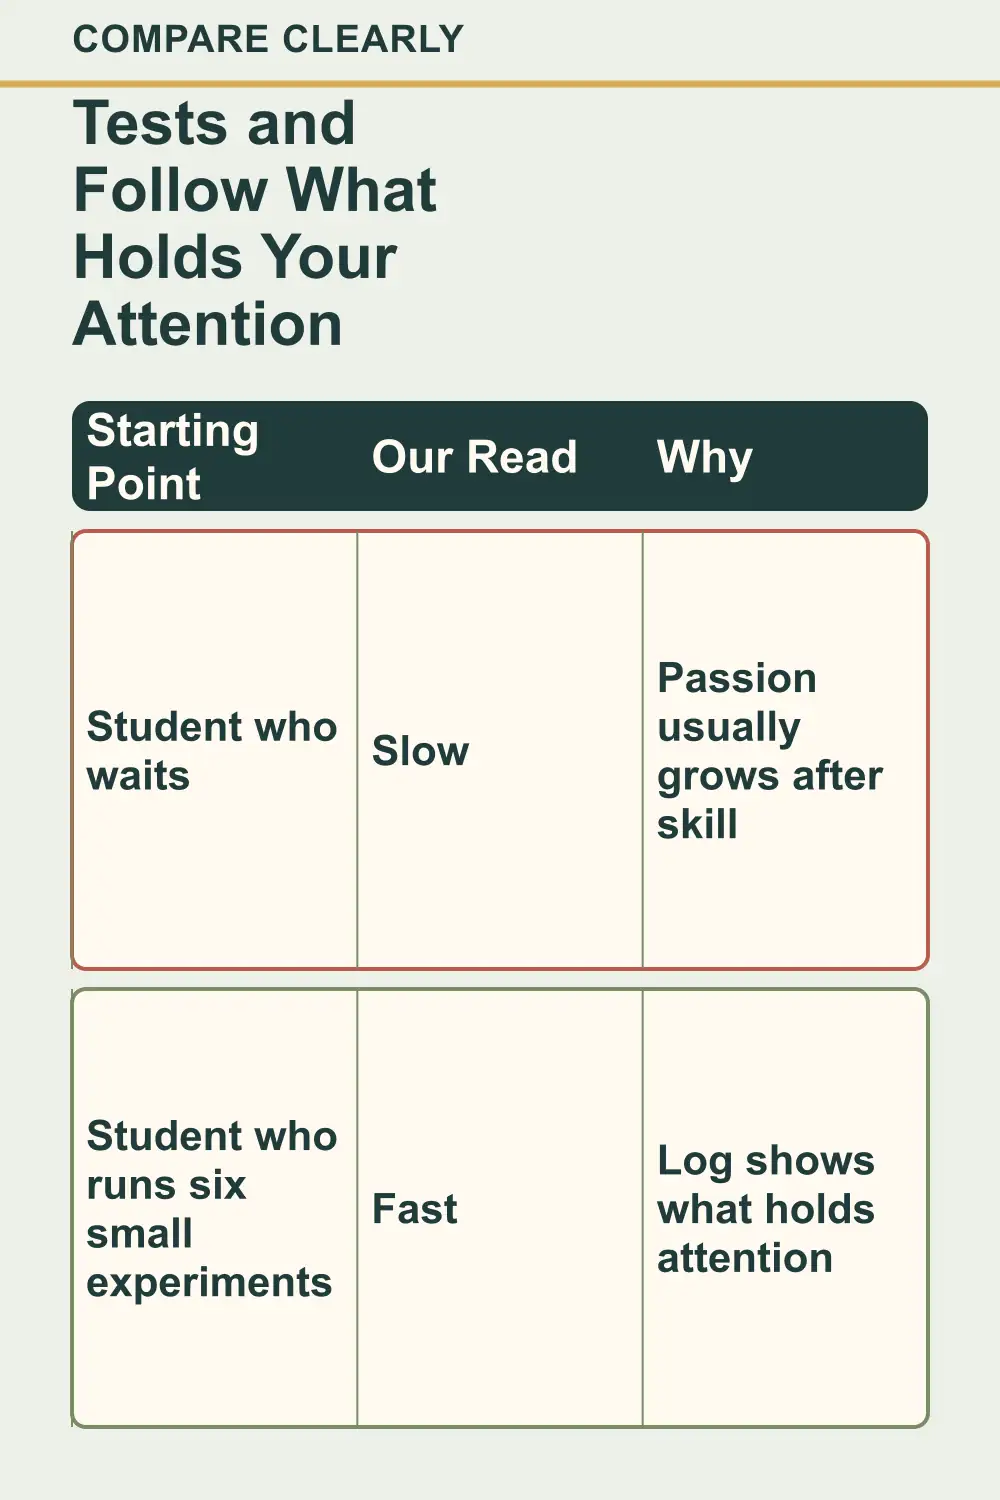 COMPARE CLEARLY
Tests and
Follow What
Holds Your
Attention
Starting
Point
Our Read
Why
Student who
waits
Slow
Passion
usually
grows after
skill
Student who
runs six
small
experiments
Fast
Log shows
what holds
attention